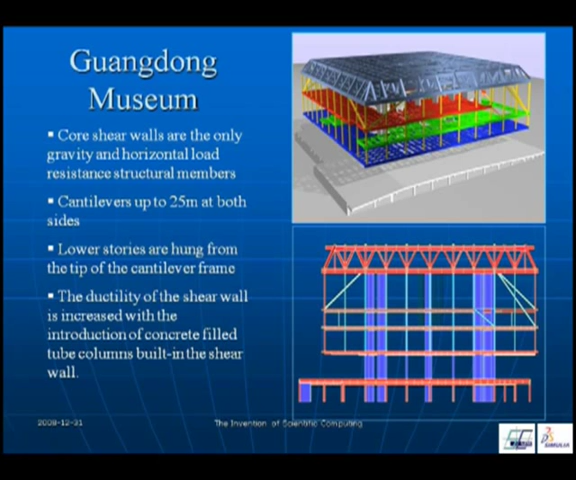 Guangdong
Museum
▪ Core shear walls are the only
gravity and horizontal load
resistance structural members
▪ Cantilevers up to 25m at both
sides
▪ Lower stories are hung from
the tip of the cantilever frame
▪ The ductility of the shear wall
is increased with the
introduction of concrete filled
tube columns built-in the shear
wall.
2008-12-31
The Invention of Scientific Computing
SIMULIA